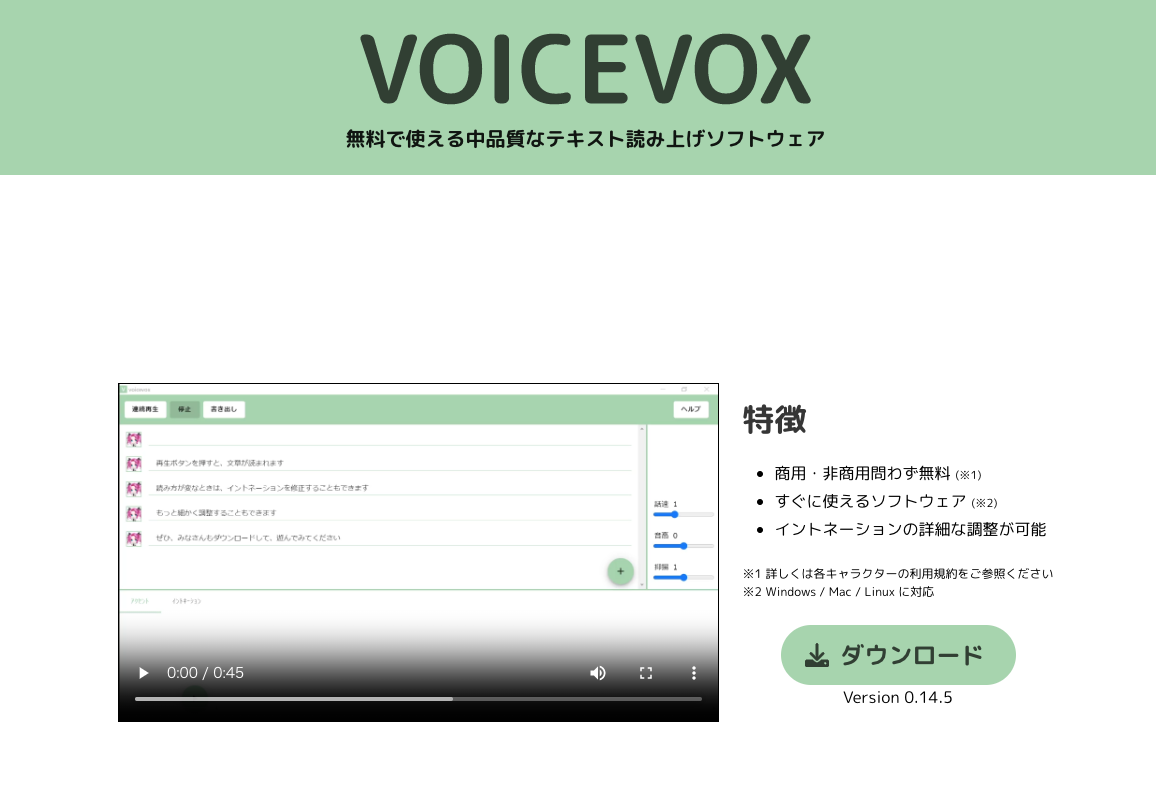 VOICEVOX
無料で使える中品質なテキスト読み上げソフトウェア
連続再生 停止 書き出し ヘルプ
再生ボタンを押すと、文章が読まれます
読み方が変なときは、イントネーションを修正することもできます
もっと細かく調整することもできます
ぜひ、みなさんもダウンロードして、遊んでみてください
話速 1
音高 0
抑揚 1
アクセント イントネーション
0:00 / 0:45
特徴
• 商用・非商用問わず無料 (※1)
• すぐに使えるソフトウェア (※2)
• イントネーションの詳細な調整が可能
※1 詳しくは各キャラクターの利用規約をご参照ください
※2 Windows / Mac / Linux に対応
ダウンロード
Version 0.14.5